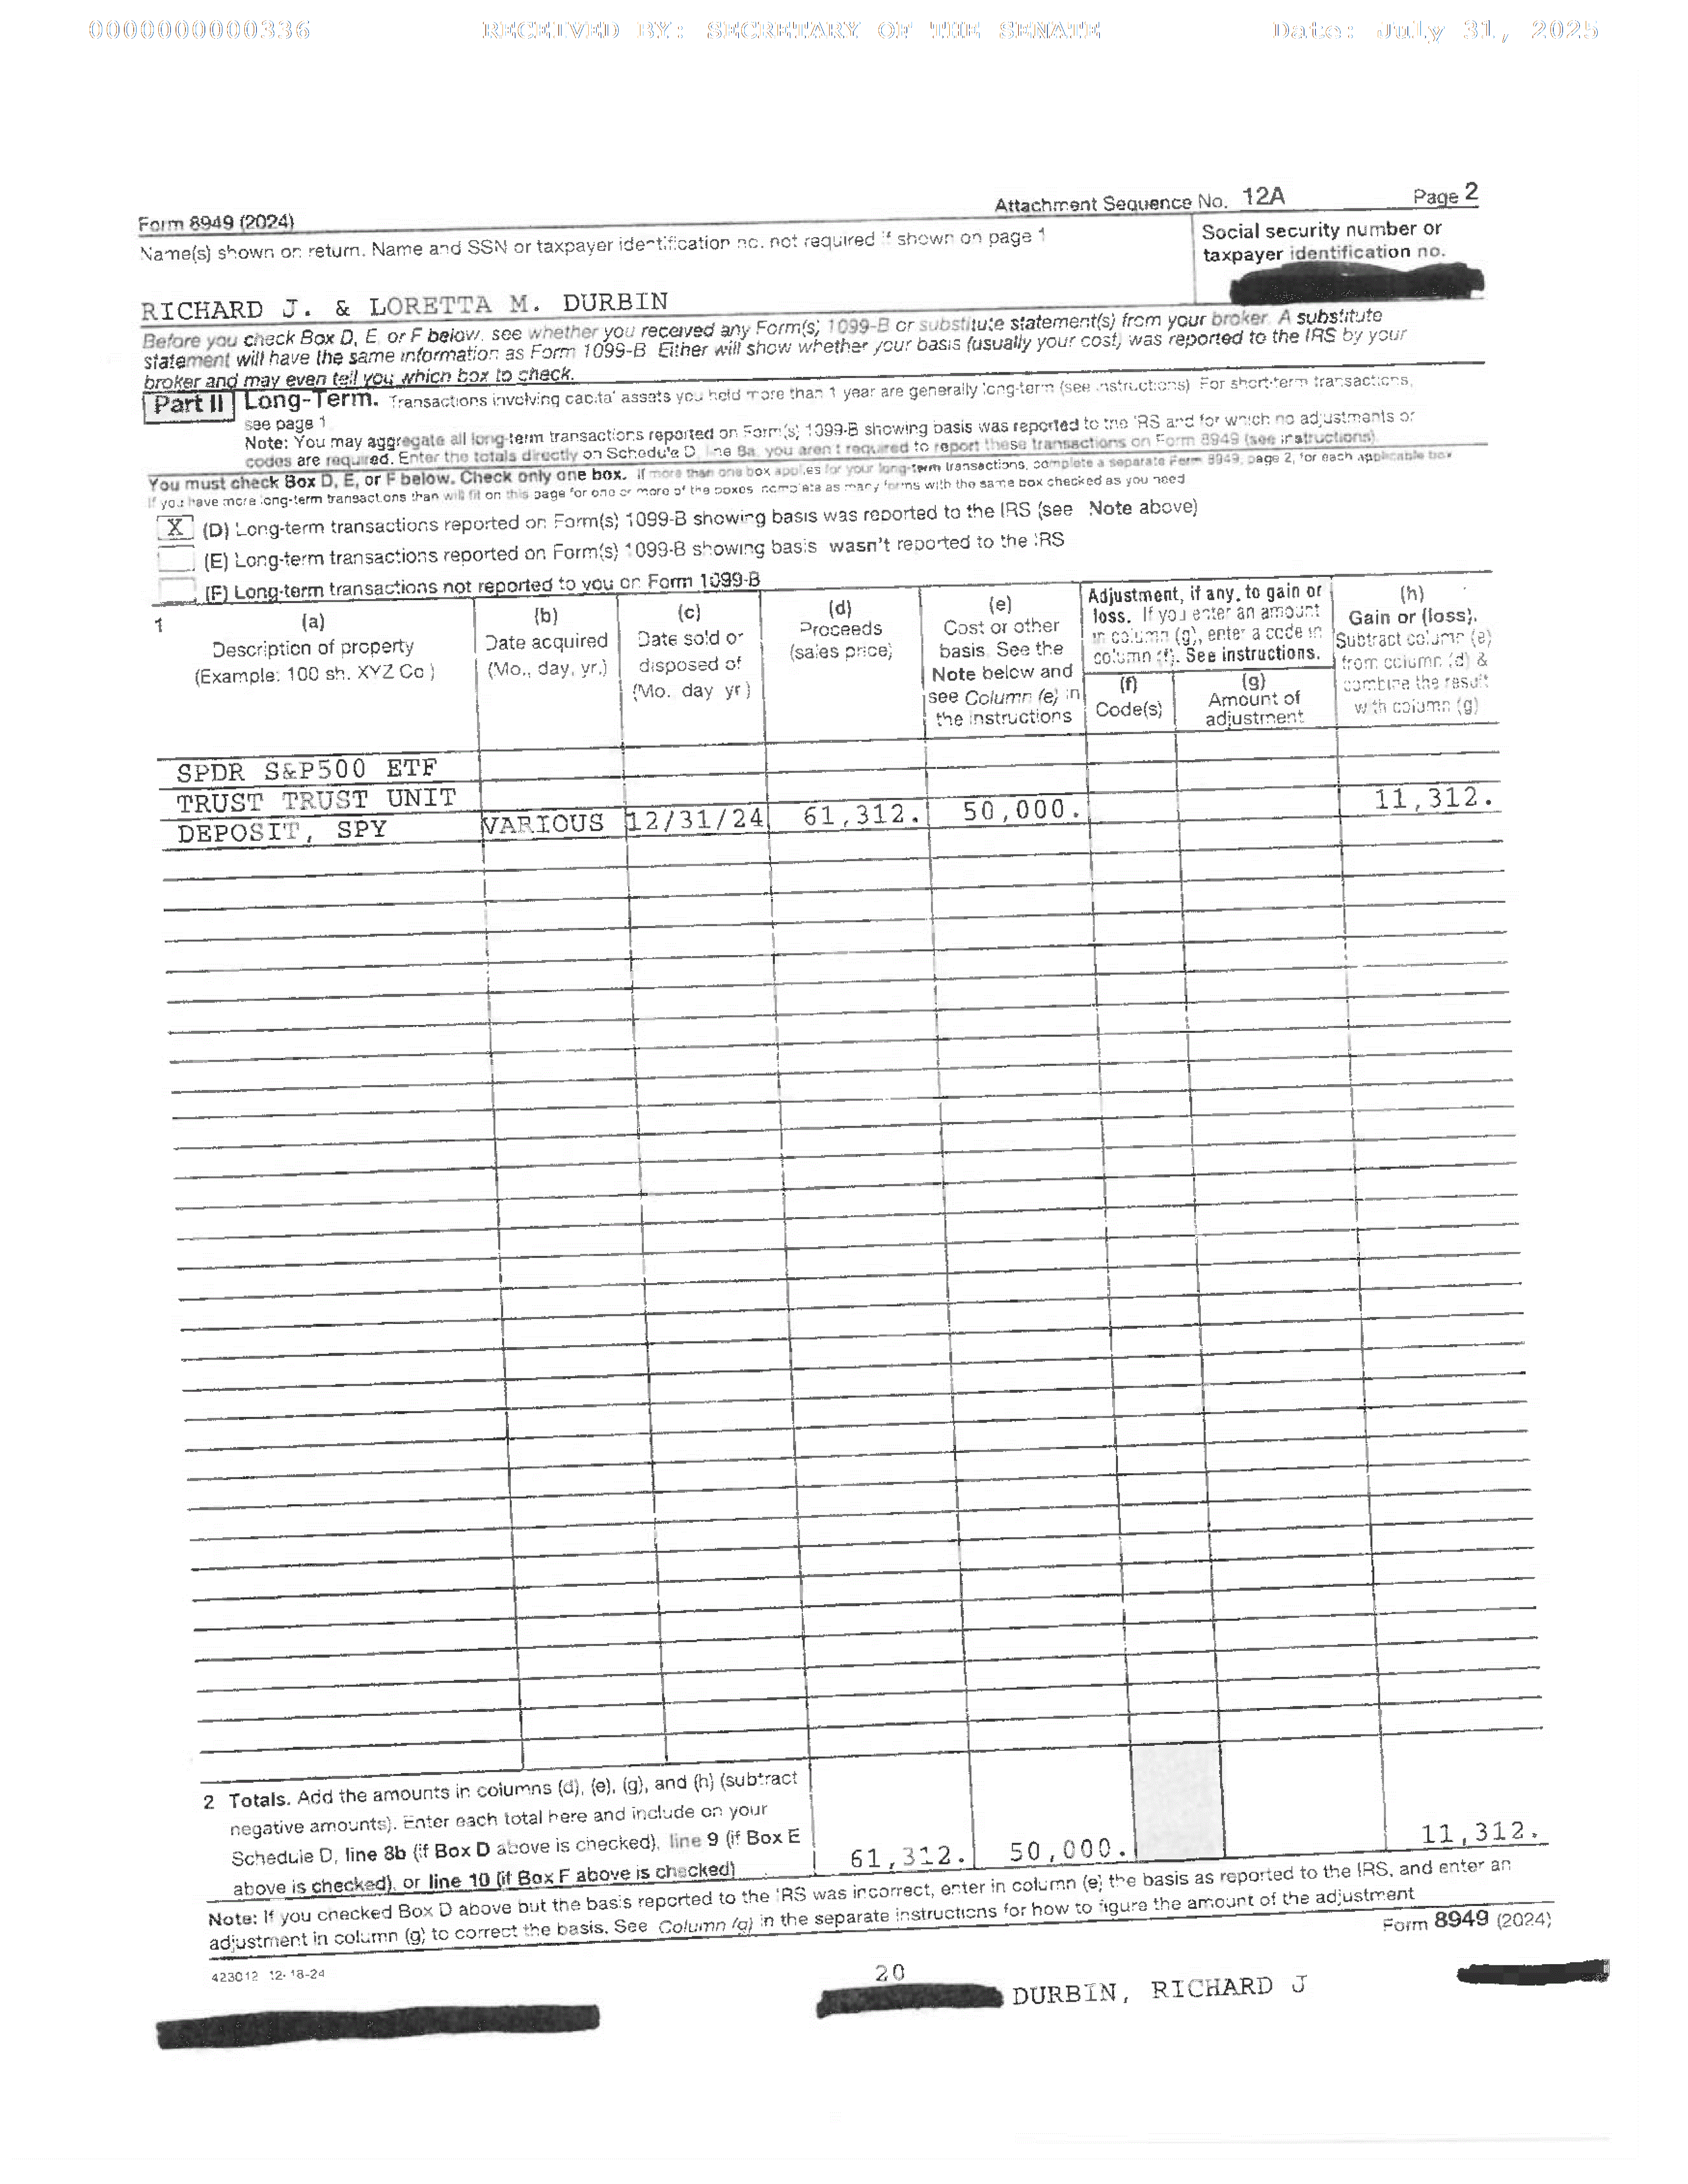 0000000000336 RECEIVED BY: SECRETARY OF THE SENATE Date: July 31, 2025
Form 8949 (2024) Attachment Sequence No. 12A Page 2
Name(s) shown on return. Name and SSN or taxpayer identification no. not required if shown on page 1
Social security number or
taxpayer identification no.
RICHARD J. & LORETTA M. DURBIN
Before you check Box D, E, or F below, see whether you received any Form(s) 1099-B or substitute statement(s) from your broker. A substitute
statement will have the same information as Form 1099-B. Either will show whether your basis (usually your cost) was reported to the IRS by your
broker and may even tell you which box to check.
Part II Long-Term. Transactions involving capital assets you held more than 1 year are generally long-term (see instructions). For short-term transactions,
see page 1.
Note: You may aggregate all long-term transactions reported on Form(s) 1099-B showing basis was reported to the IRS and for which no adjustments or
codes are required. Enter the totals directly on Schedule D, line 8a, you aren't required to report these transactions on Form 8949 (see instructions).
You must check Box D, E, or F below. Check only one box. If more than one box applies for your long-term transactions, complete a separate Form 8949, page 2, for each applicable box
If you have more long-term transactions than will fit on this page for one or more of the boxes, complete as many forms with the same box checked as you need
X (D) Long-term transactions reported on Form(s) 1099-B showing basis was reported to the IRS (see Note above)
(E) Long-term transactions reported on Form(s) 1099-B showing basis wasn't reported to the IRS
(F) Long-term transactions not reported to you on Form 1099-B
1
(a)
Description of property
(Example: 100 sh. XYZ Co.)
(b)
Date acquired
(Mo., day, yr.)
(c)
Date sold or
disposed of
(Mo. day yr.)
(d)
Proceeds
(sales price)
(e)
Cost or other
basis. See the
Note below and
see Column (e) in
the instructions
Adjustment, if any, to gain or
loss. If you enter an amount
in column (g), enter a code in
column (f). See instructions.
(f)
Code(s)
(g)
Amount of
adjustment
(h)
Gain or (loss).
Subtract column (e)
from column (d) &
combine the result
with column (g)
SPDR S&P500 ETF
TRUST TRUST UNIT
DEPOSIT, SPY VARIOUS 12/31/24 61,312. 50,000. 11,312.
2 Totals. Add the amounts in columns (d), (e), (g), and (h) (subtract
negative amounts). Enter each total here and include on your
Schedule D, line 8b (if Box D above is checked), line 9 (if Box E
above is checked), or line 10 (if Box F above is checked) 61,312. 50,000. 11,312.
Note: If you checked Box D above but the basis reported to the IRS was incorrect, enter in column (e) the basis as reported to the IRS, and enter an
adjustment in column (g) to correct the basis. See Column (g) in the separate instructions for how to figure the amount of the adjustment
Form 8949 (2024)
423012 12-18-24
20
DURBIN, RICHARD J